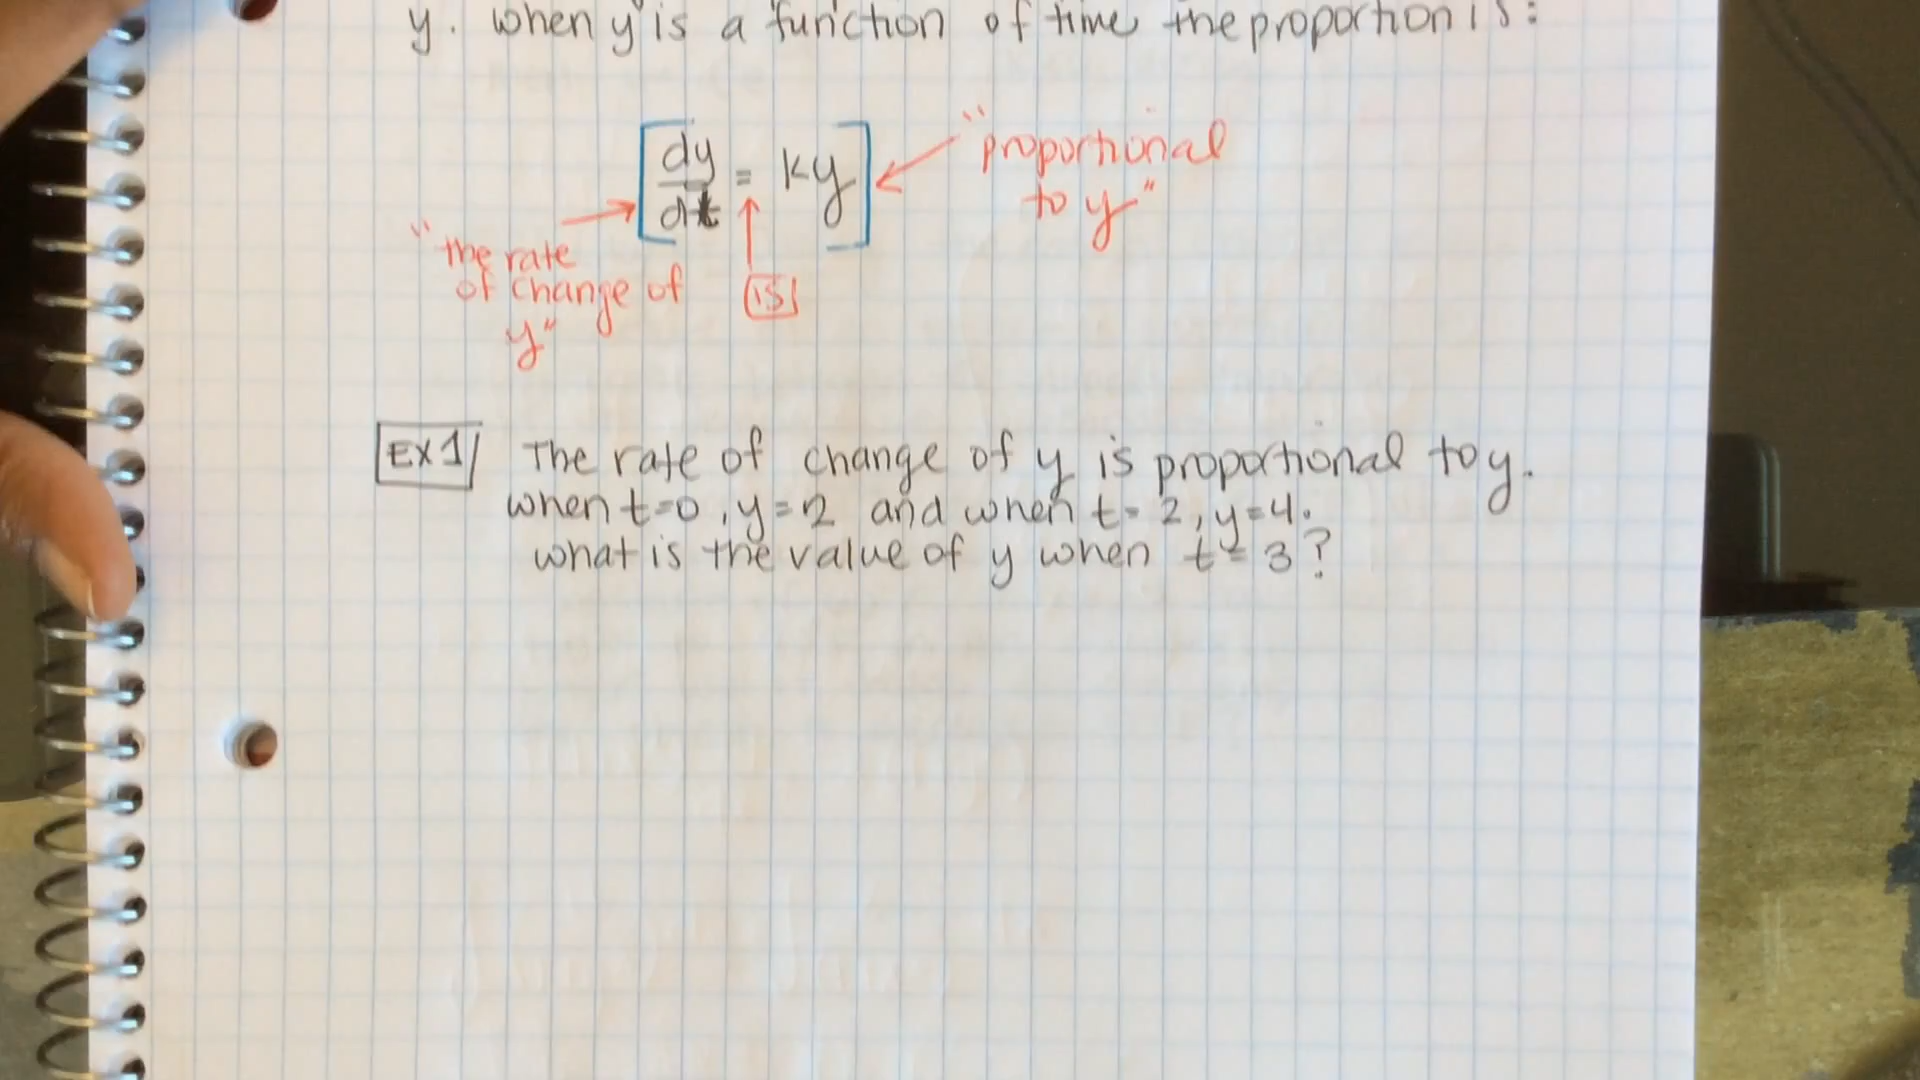 y. when y is a function of time the proportion is:
dy/dt = ky
"proportional
to y"
"the rate
of change of
y"
is
EX 1 The rate of change of y is proportional to y.
when t=0, y=2 and when t=2, y=4.
what is the value of y when t=3?